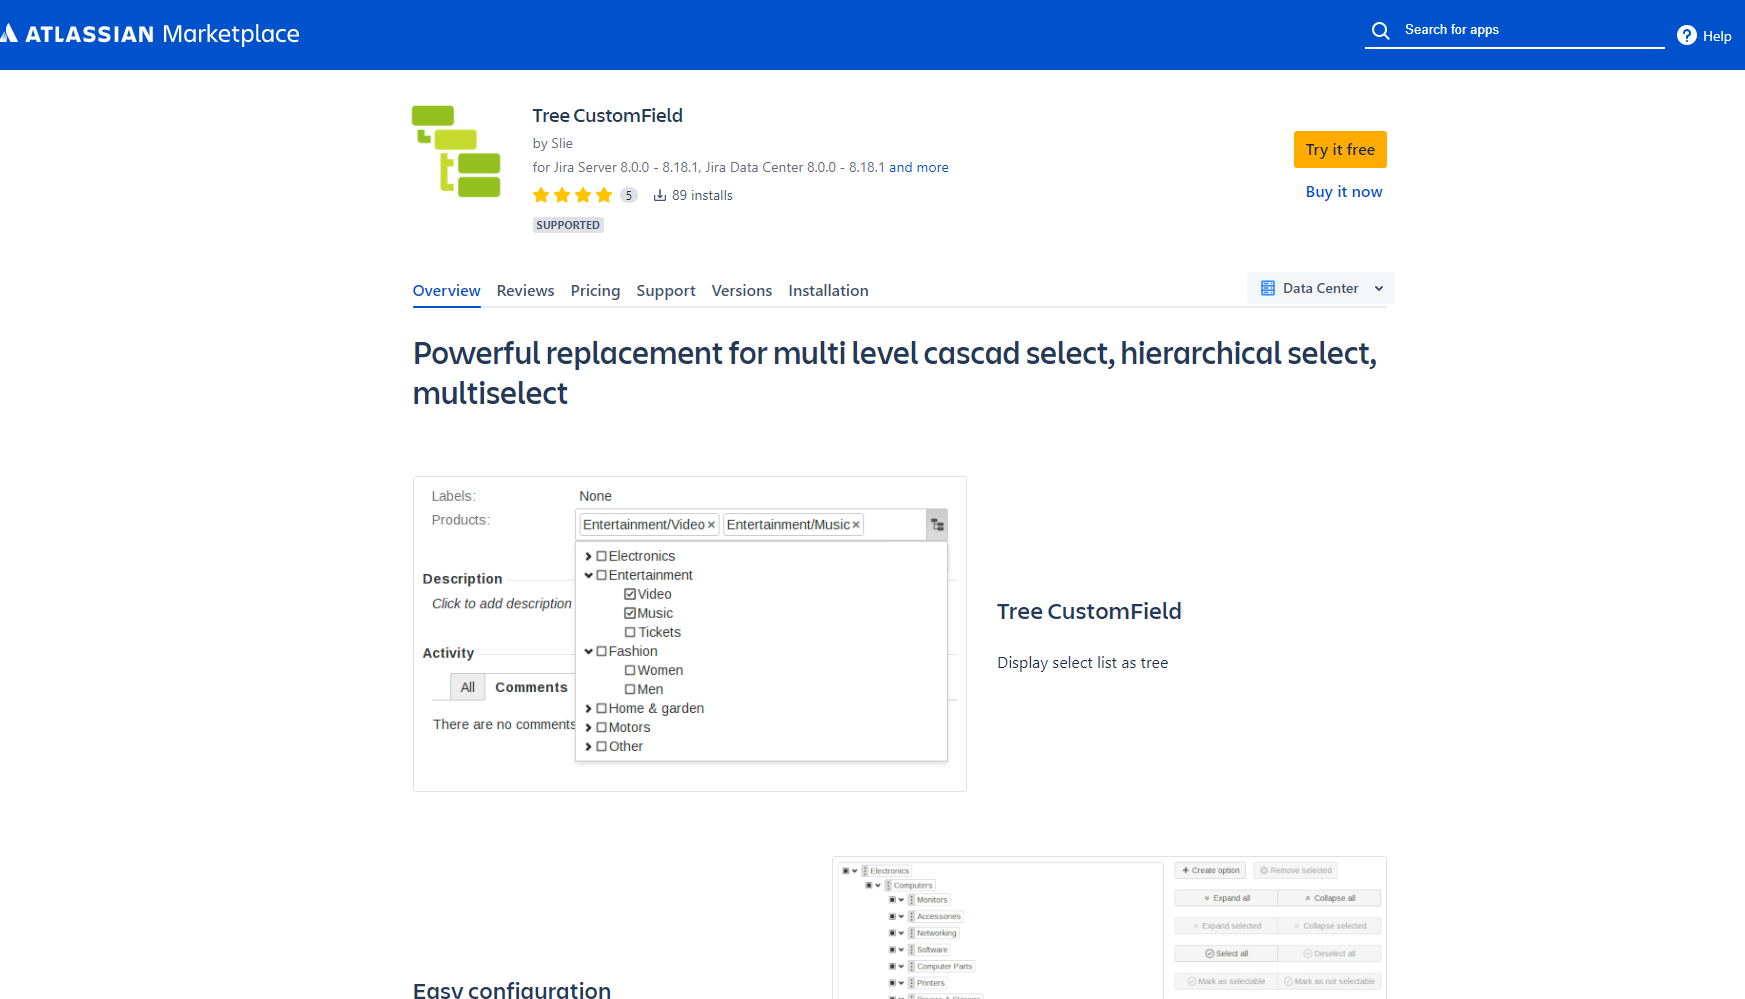 ATLASSIAN Marketplace
Search for apps
Help
Tree CustomField
by Slie
for Jira Server 8.0.0 - 8.18.1, Jira Data Center 8.0.0 - 8.18.1 and more
5 89 installs
SUPPORTED
Try it free
Buy it now
Overview Reviews Pricing Support Versions Installation
Data Center
Powerful replacement for multi level cascad select, hierarchical select,
multiselect
Labels: None
Products: Entertainment/Video Entertainment/Music
Electronics
Entertainment
Video
Music
Tickets
Fashion
Women
Men
Home & garden
Motors
Other
Description
Click to add description
Activity
All Comments
There are no comments
Tree CustomField
Display select list as tree
Easy configuration
Electronics
Computers
Monitors
Accessories
Networking
Software
Computer Parts
Printers
Create option Remove selected
Expand all Collapse all
Expand selected Collapse selected
Select all Deselect all
Mark as selectable Mark as not selectable